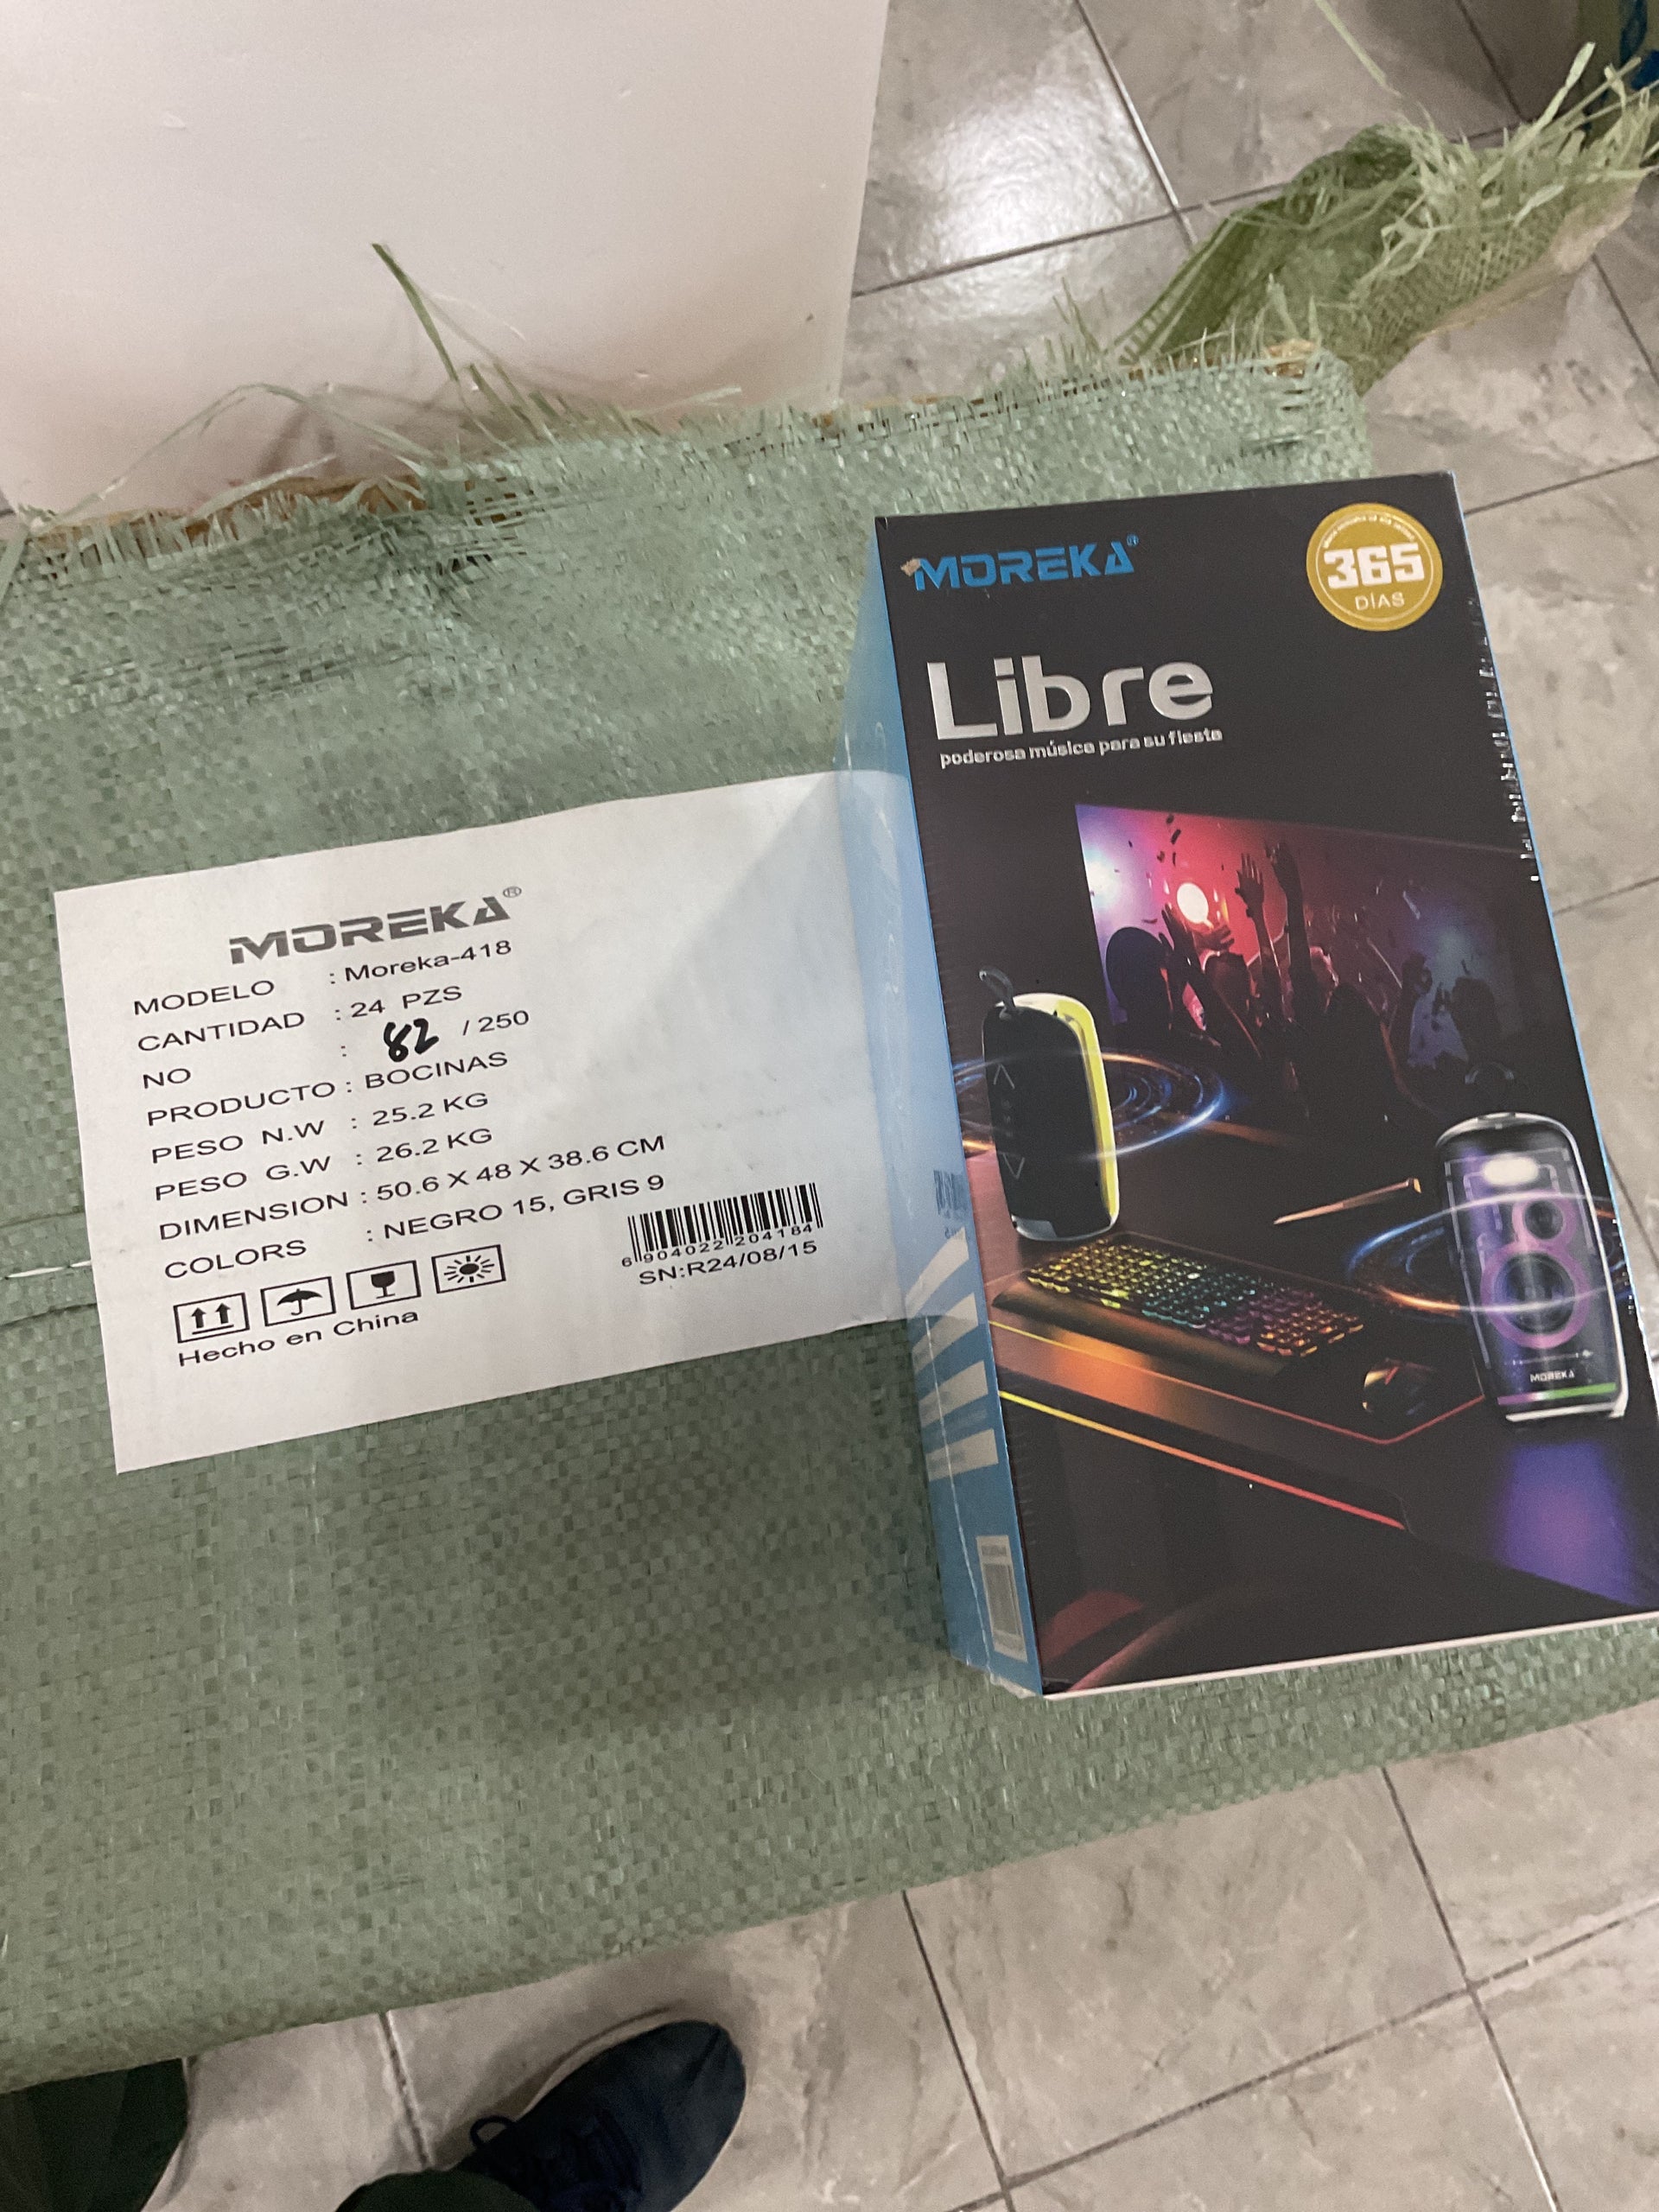 MOREKA®
MODELO : Moreka-418
CANTIDAD : 24 PZS
NO : 82 / 250
PRODUCTO : BOCINAS
PESO N.W : 25.2 KG
PESO G.W : 26.2 KG
DIMENSION : 50.6 X 48 X 38.6 CM
COLORS : NEGRO 15, GRIS 9
6 904022 204184
SN:R24/08/15
Hecho en China
MOREKA®
365
DÍAS
Libre
poderosa música para su fiesta
MOREKA